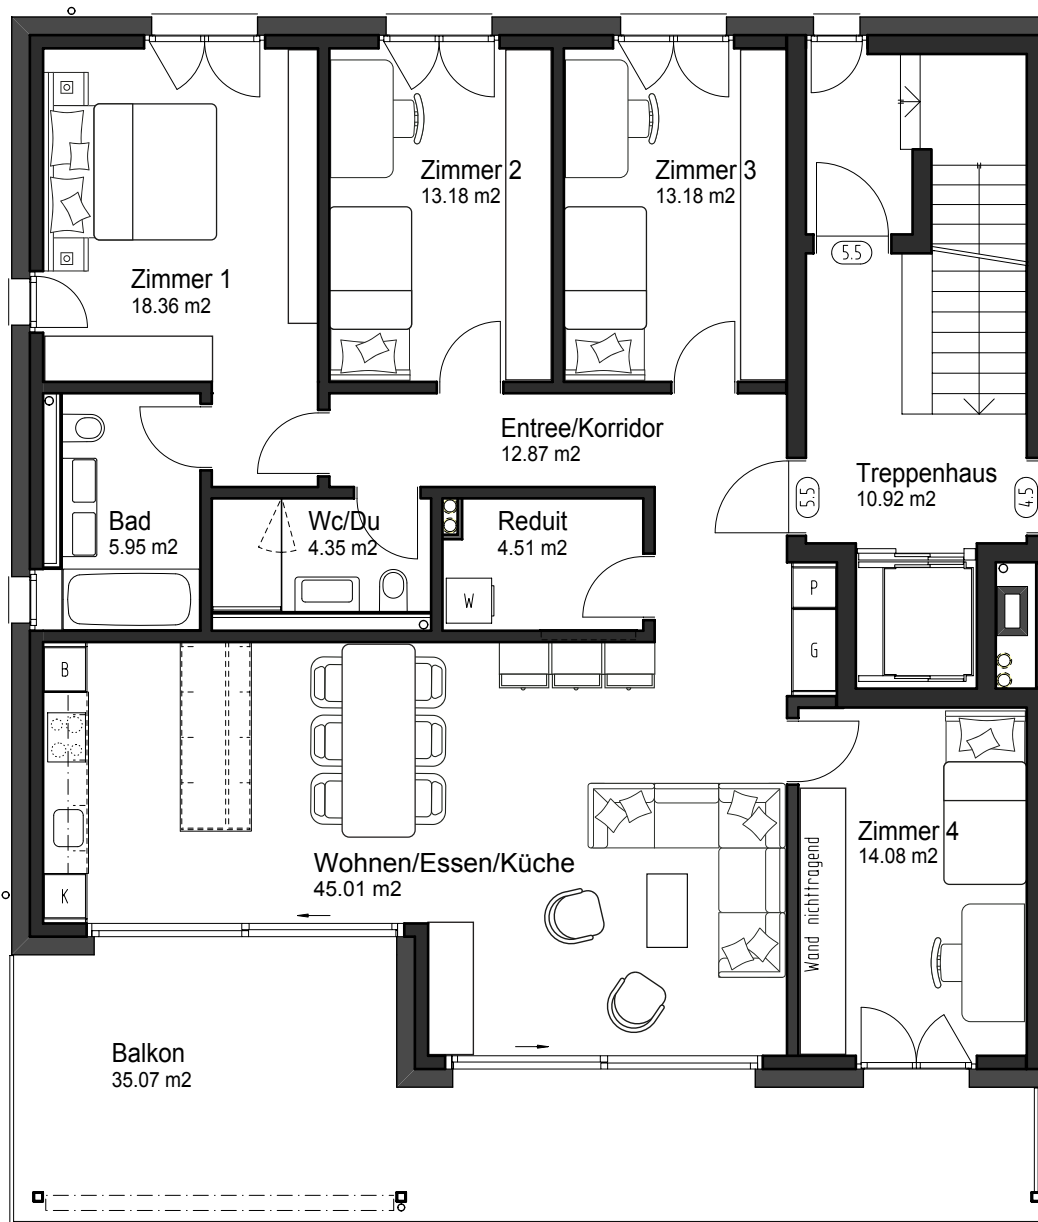 Zimmer 2
13.18 m2
Zimmer 3
13.18 m2
5.5
Zimmer 1
18.36 m2
Entree/Korridor
12.87 m2
Treppenhaus
10.92 m2
5.5
4.5
Bad
5.95 m2
Wc/Du
4.35 m2
Reduit
4.51 m2
W
P
G
B
K
Wohnen/Essen/Küche
45.01 m2
Zimmer 4
14.08 m2
Wand nichttragend
Balkon
35.07 m2